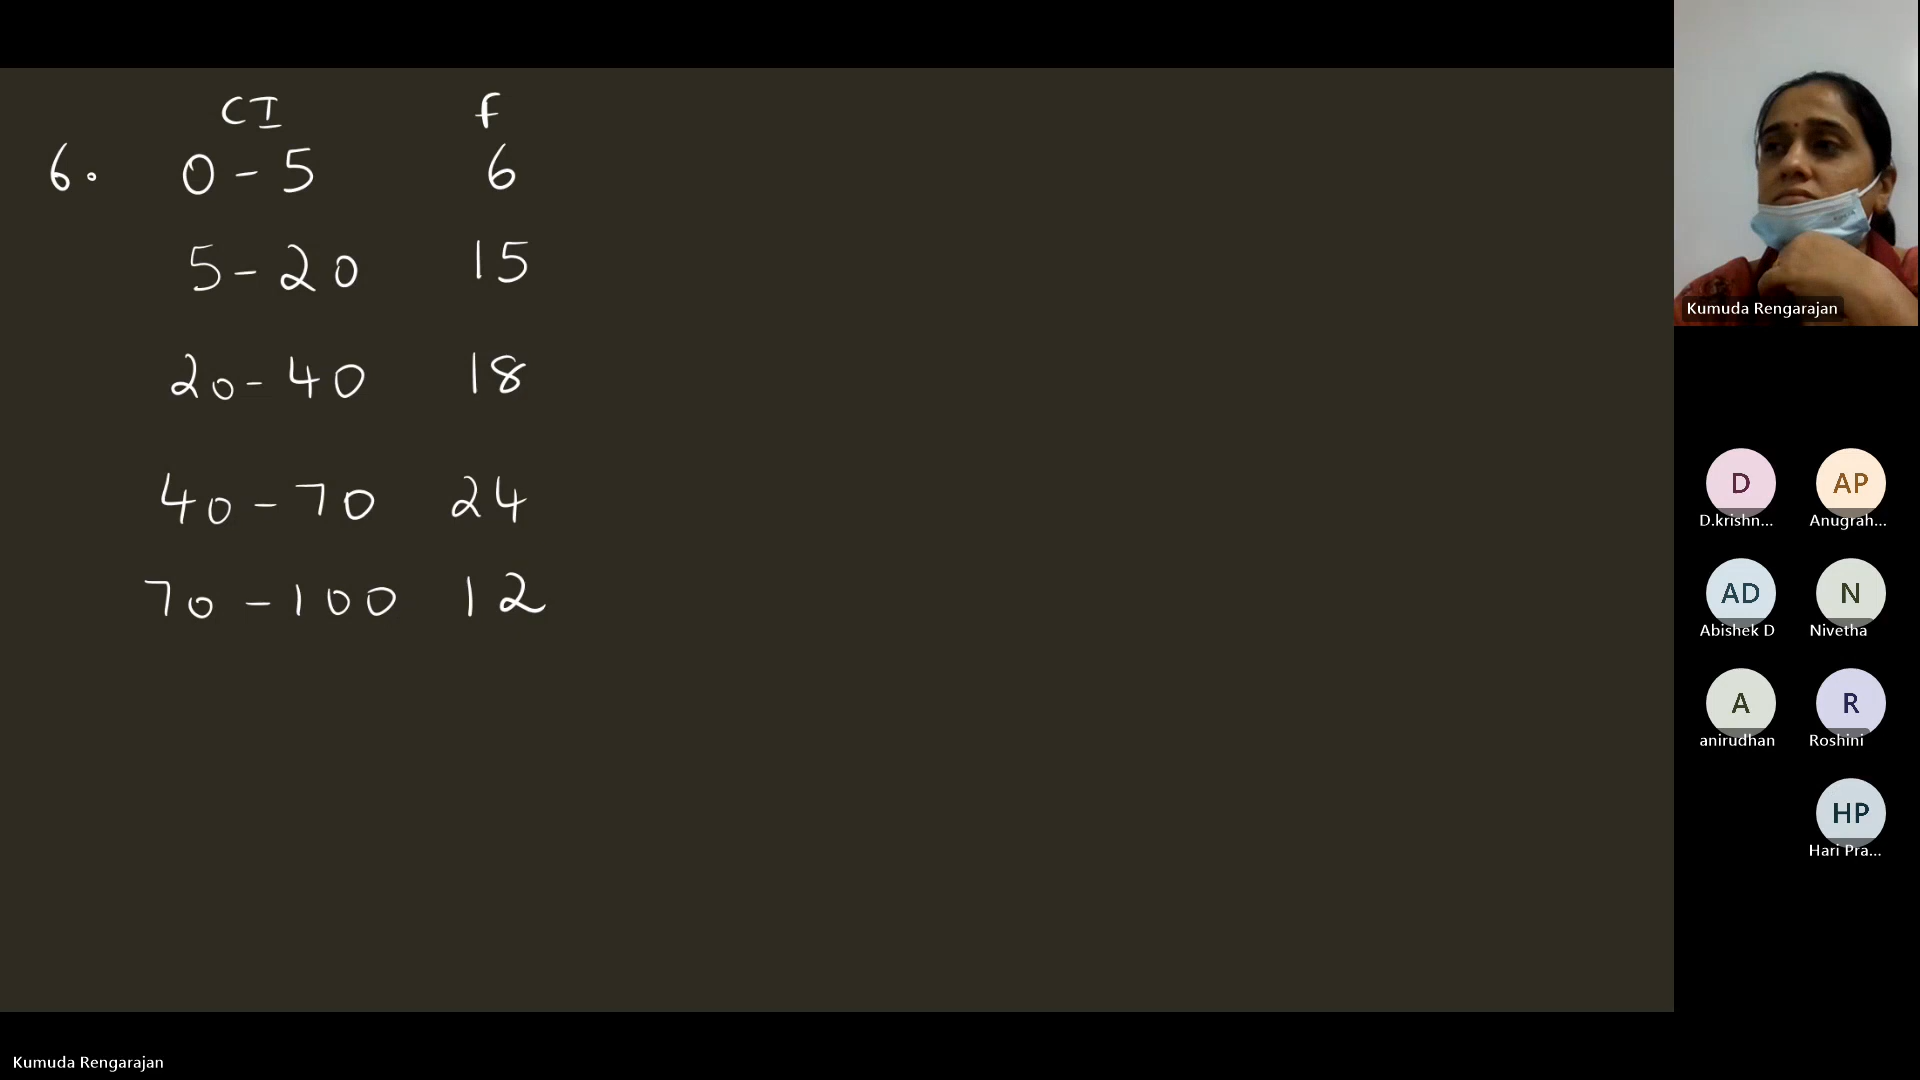 CI f
6. 0 - 5 6
5 - 20 15
20 - 40 18
40 - 70 24
70 - 100 12
Kumuda Rengarajan
D AP
D.krishn... Anugrah...
AD N
Abishek D Nivetha
A R
anirudhan Roshini
HP
Hari Pra...
Kumuda Rengarajan